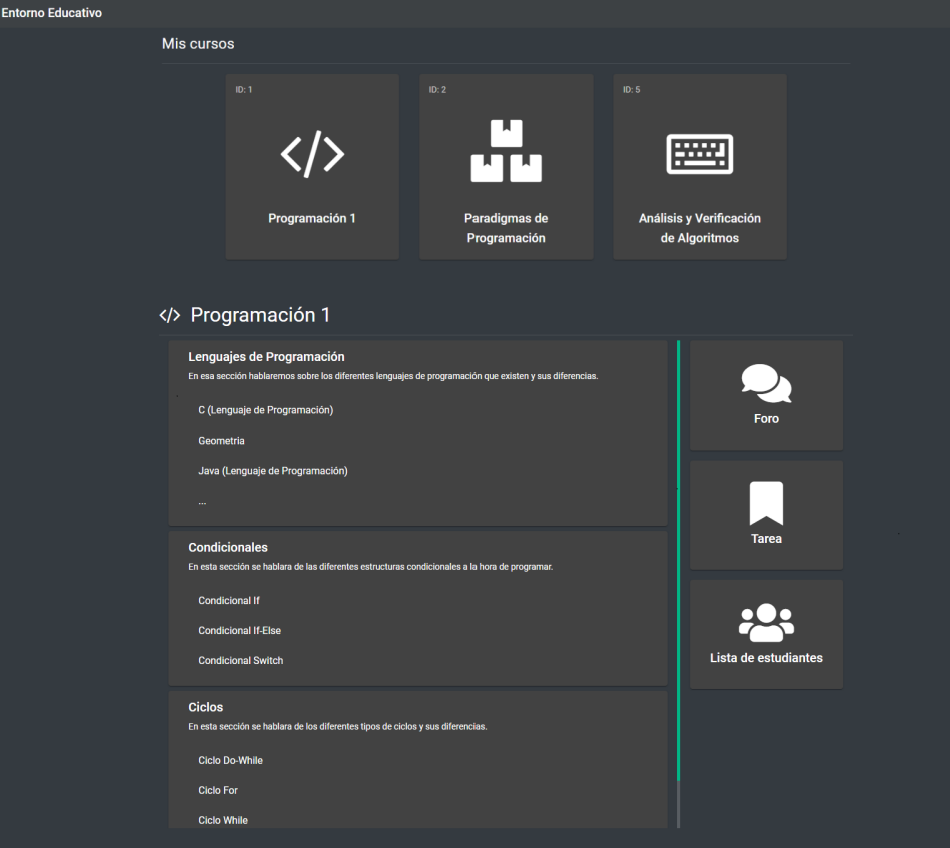 Entorno Educativo
Mis cursos
ID: 1
Programación 1
ID: 2
Paradigmas de
Programación
ID: 5
Análisis y Verificación
de Algoritmos
</> Programación 1
Lenguajes de Programación
En esa sección hablaremos sobre los diferentes lenguajes de programación que existen y sus diferencias.
C (Lenguaje de Programación)
Geometria
Java (Lenguaje de Programación)
...
Condicionales
En esta sección se hablara de las diferentes estructuras condicionales a la hora de programar.
Condicional If
Condicional If-Else
Condicional Switch
Ciclos
En esta sección se hablara de los diferentes tipos de ciclos y sus diferencias.
Ciclo Do-While
Ciclo For
Ciclo While
Foro
Tarea
Lista de estudiantes